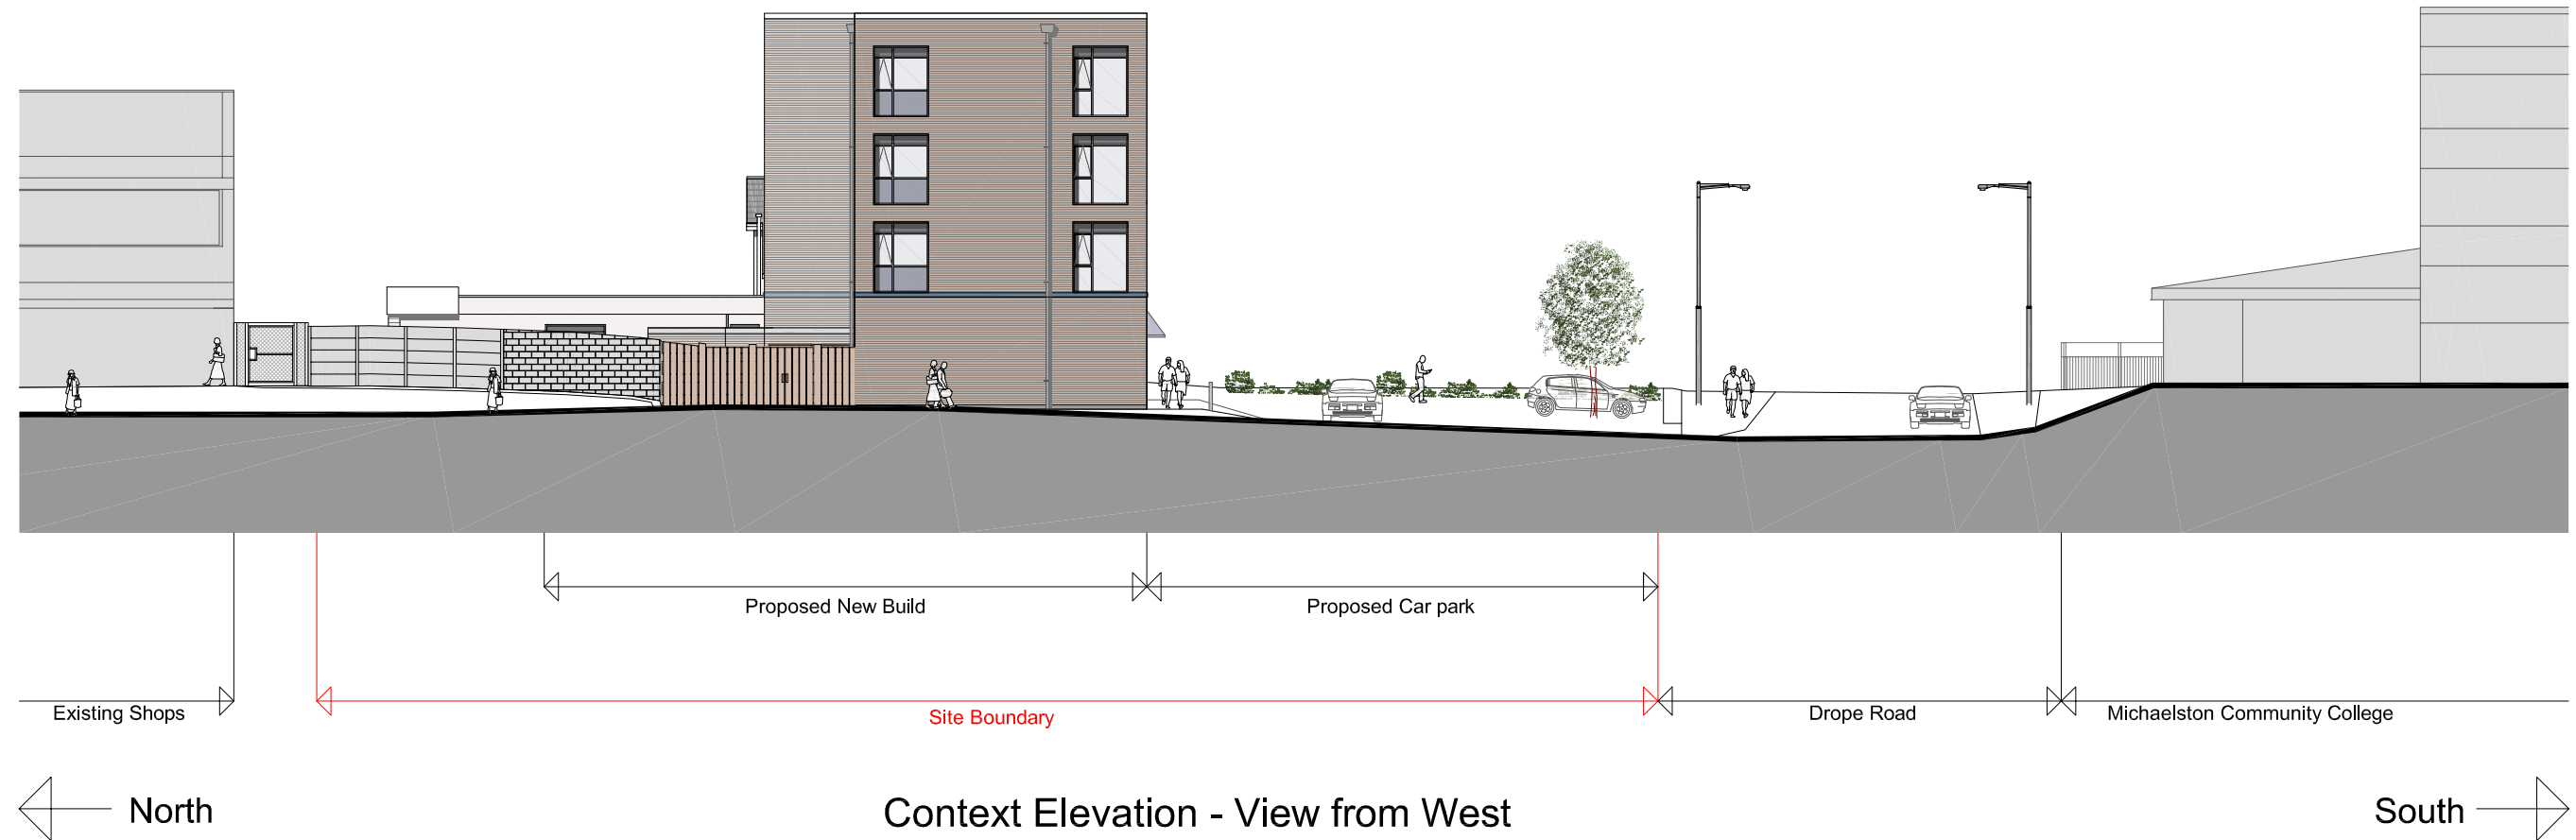 Proposed New Build
Proposed Car park
Existing Shops
Site Boundary
Drope Road
Michaelston Community College
North
Context Elevation - View from West
South